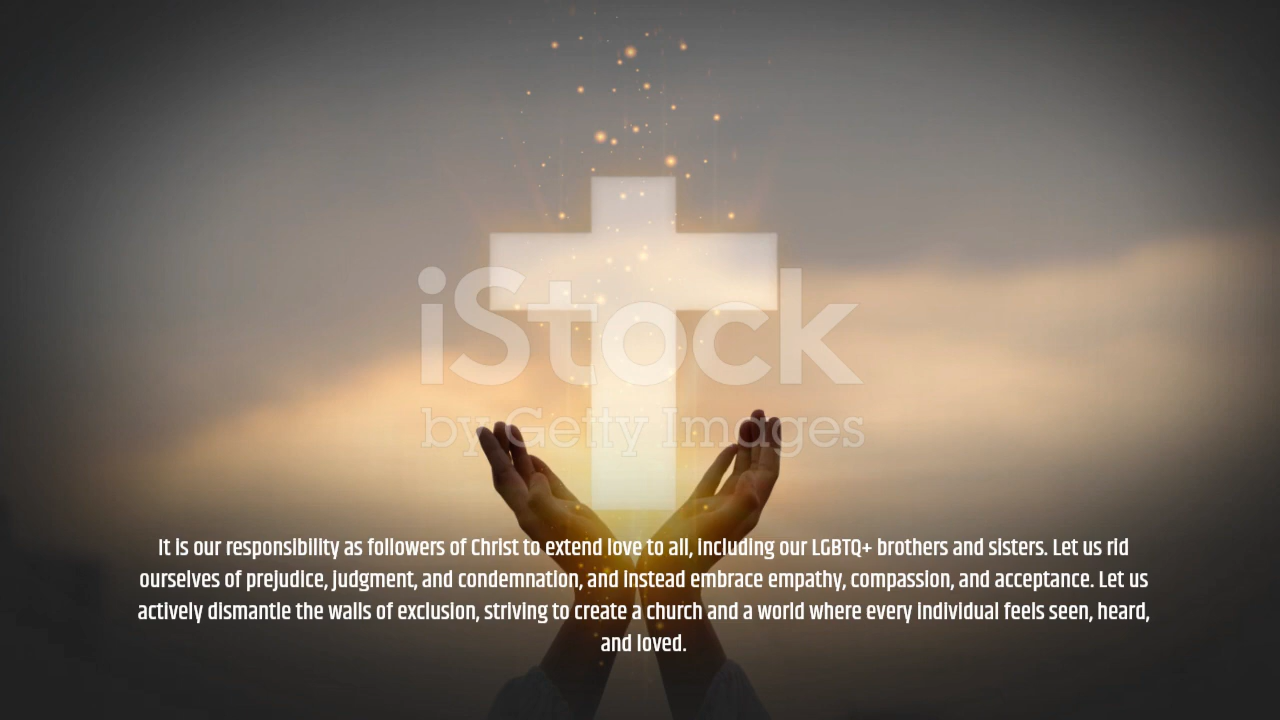 iStock
by Getty Images
It is our responsibility as followers of Christ to extend love to all, including our LGBTQ+ brothers and sisters. Let us rid
ourselves of prejudice, judgment, and condemnation, and instead embrace empathy, compassion, and acceptance. Let us
actively dismantle the walls of exclusion, striving to create a church and a world where every individual feels seen, heard,
and loved.